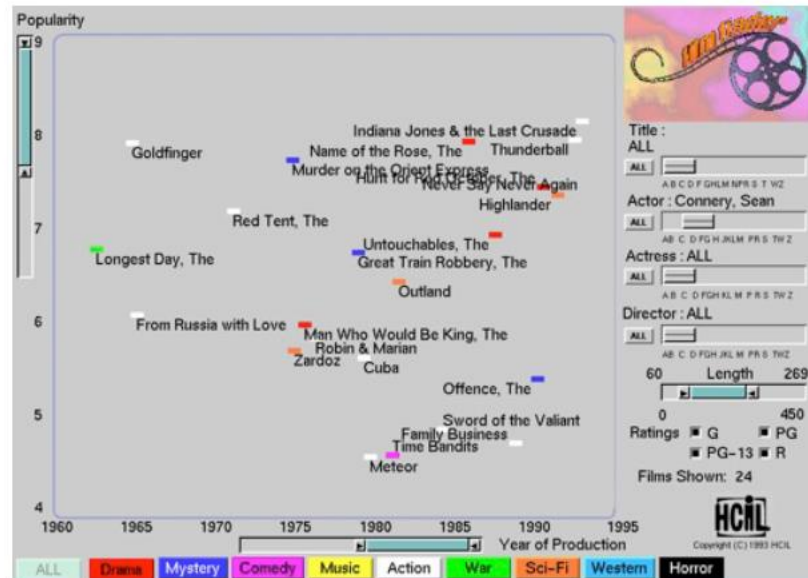 Popularity
9
8
7
6
5
4
Indiana Jones & the Last Crusade
Goldfinger
Name of the Rose, The
Thunderball
Murder on the Orient Express
Hunt for Red October, The
Never Say Never Again
Highlander
Red Tent, The
Untouchables, The
Longest Day, The
Great Train Robbery, The
Outland
From Russia with Love
Man Who Would Be King, The
Robin & Marian
Zardoz
Cuba
Offence, The
Sword of the Valiant
Family Business
Time Bandits
Meteor
1960 1965 1970 1975 1980 1985 1990 1995
Year of Production
ALL Drama Mystery Comedy Music Action War Sci-Fi Western Horror
Title :
ALL
ALL
Actor : Connery, Sean
ALL
Actress : ALL
ALL
Director : ALL
ALL
60 Length 269
0 450
Ratings G PG
PG-13 R
Films Shown: 24
HCIL
Copyright (C) 1993 HCIL